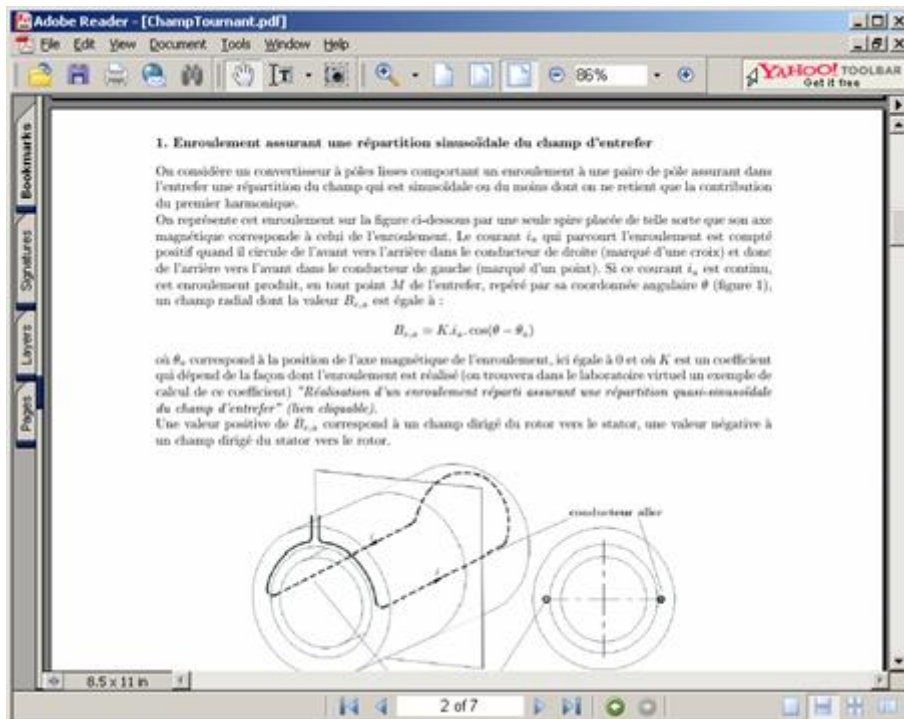 Adobe Reader - [ChampTournant.pdf]
File Edit View Document Tools Window Help
86%
YAHOO! TOOLBAR
Get it free
Bookmarks
Signatures
Layers
Pages
1. Enroulement assurant une répartition sinusoïdale du champ d'entrefer
On considère un convertisseur à pôles lisses comportant un enroulement à une paire de pôle assurant dans
l'entrefer une répartition du champ qui est sinusoïdale ou du moins dont on ne retient que la contribution
du premier harmonique.
On représente cet enroulement sur la figure ci-dessous par une seule spire placée de telle sorte que son axe
magnétique corresponde à celui de l'enroulement. Le courant iₐ qui parcourt l'enroulement est compté
positif quand il circule de l'avant vers l'arrière dans le conducteur de droite (marqué d'une croix) et donc
de l'arrière vers l'avant dans le conducteur de gauche (marqué d'un point). Si ce courant iₐ est continu,
cet enroulement produit, en tout point M de l'entrefer, repéré par sa coordonnée angulaire θ (figure 1),
un champ radial dont la valeur Be,a est égale à :
Be,a = K.iₐ.cos(θ − θₐ)
où θₐ correspond à la position de l'axe magnétique de l'enroulement, ici égale à 0 et où K est un coefficient
qui dépend de la façon dont l'enroulement est réalisé (on trouvera dans le laboratoire virtuel un exemple de
calcul de ce coefficient) "Réalisation d'un enroulement réparti assurant une répartition quasi-sinusoïdale
du champ d'entrefer" (lien cliquable).
Une valeur positive de Be,a correspond à un champ dirigé du rotor vers le stator, une valeur négative à
un champ dirigé du stator vers le rotor.
conducteur aller
8.5 x 11 in
2 of 7